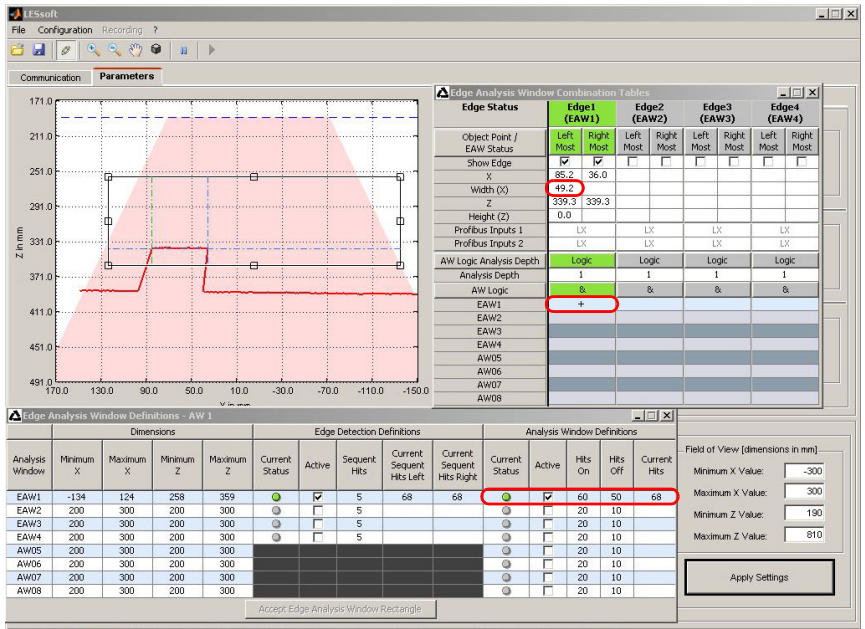 LESsoft
File Configuration Recording ?
Communication Parameters
171.0
211.0
251.0
291.0
331.0
371.0
411.0
451.0
491.0
Z in mm
170.0 130.0 90.0 50.0 10.0 -30.0 -70.0 -110.0 -150.0
Edge Analysis Window Combination Tables
Edge Status Edge1 (EAW1) Edge2 (EAW2) Edge3 (EAW3) Edge4 (EAW4)
Object Point / EAW Status Left Most Right Most Left Most Right Most Left Most Right Most Left Most Right Most
Show Edge
X 85.2 36.0
Width (X) 49.2
Z 339.3 339.3
Height (Z) 0.0
Profibus Inputs 1 LX LX LX LX
Profibus Inputs 2 LX LX LX LX
AW Logic Analysis Depth Logic Logic Logic Logic
Analysis Depth 1 1 1 1
AW Logic & & & &
EAW1 +
EAW2
EAW3
EAW4
AW05
AW06
AW07
AW08
Edge Analysis Window Definitions - AW 1
Dimensions Edge Detection Definitions Analysis Window Definitions
Analysis Window Minimum X Maximum X Minimum Z Maximum Z Current Status Active Sequent Hits Current Sequent Hits Left Current Sequent Hits Right Current Status Active Hits On Hits Off Current Hits
EAW1 -134 124 258 359 5 68 68 60 50 68
EAW2 200 300 200 300 5 20 10
EAW3 200 300 200 300 5 20 10
EAW4 200 300 200 300 5 20 10
AW05 200 300 200 300 20 10
AW06 200 300 200 300 20 10
AW07 200 300 200 300 20 10
AW08 200 300 200 300 20 10
Accept Edge Analysis Window Rectangle
Field of View [dimensions in mm]
Minimum X Value: -300
Maximum X Value: 300
Minimum Z Value: 190
Maximum Z Value: 810
Apply Settings